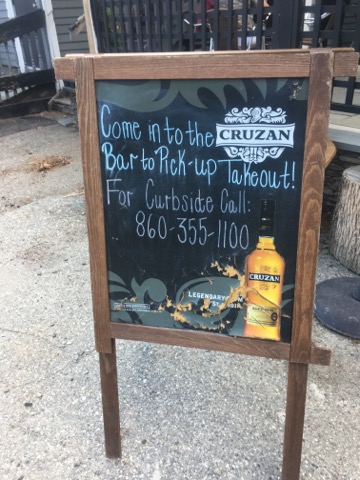 Come in to the
CRUZAN
Bar to Pick-up Takeout!
For Curbside Call:
860-355-1100
CRUZAN
LEGENDARY